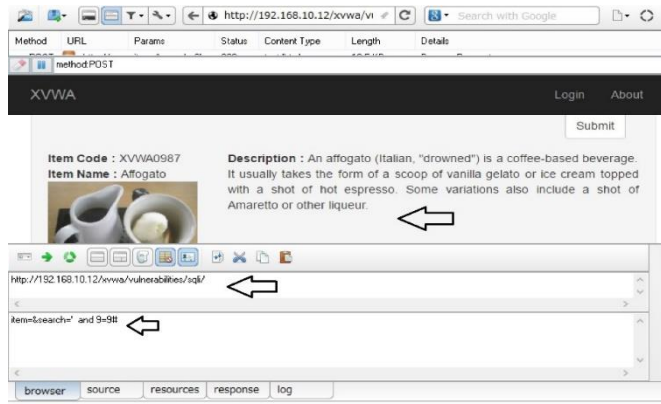 http://192.168.10.12/xvwa/vu
Search with Google
Method URL Params Status Content Type Length Details
method:POST
XVWA Login About
Submit
Item Code : XVWA0987
Item Name : Affogato
Description : An affogato (Italian, "drowned") is a coffee-based beverage.
It usually takes the form of a scoop of vanilla gelato or ice cream topped
with a shot of hot espresso. Some variations also include a shot of
Amaretto or other liqueur.
http://192.168.10.12/xvwa/vulnerabilities/sqli/
item=&search=' and 9=9#
browser source resources response log